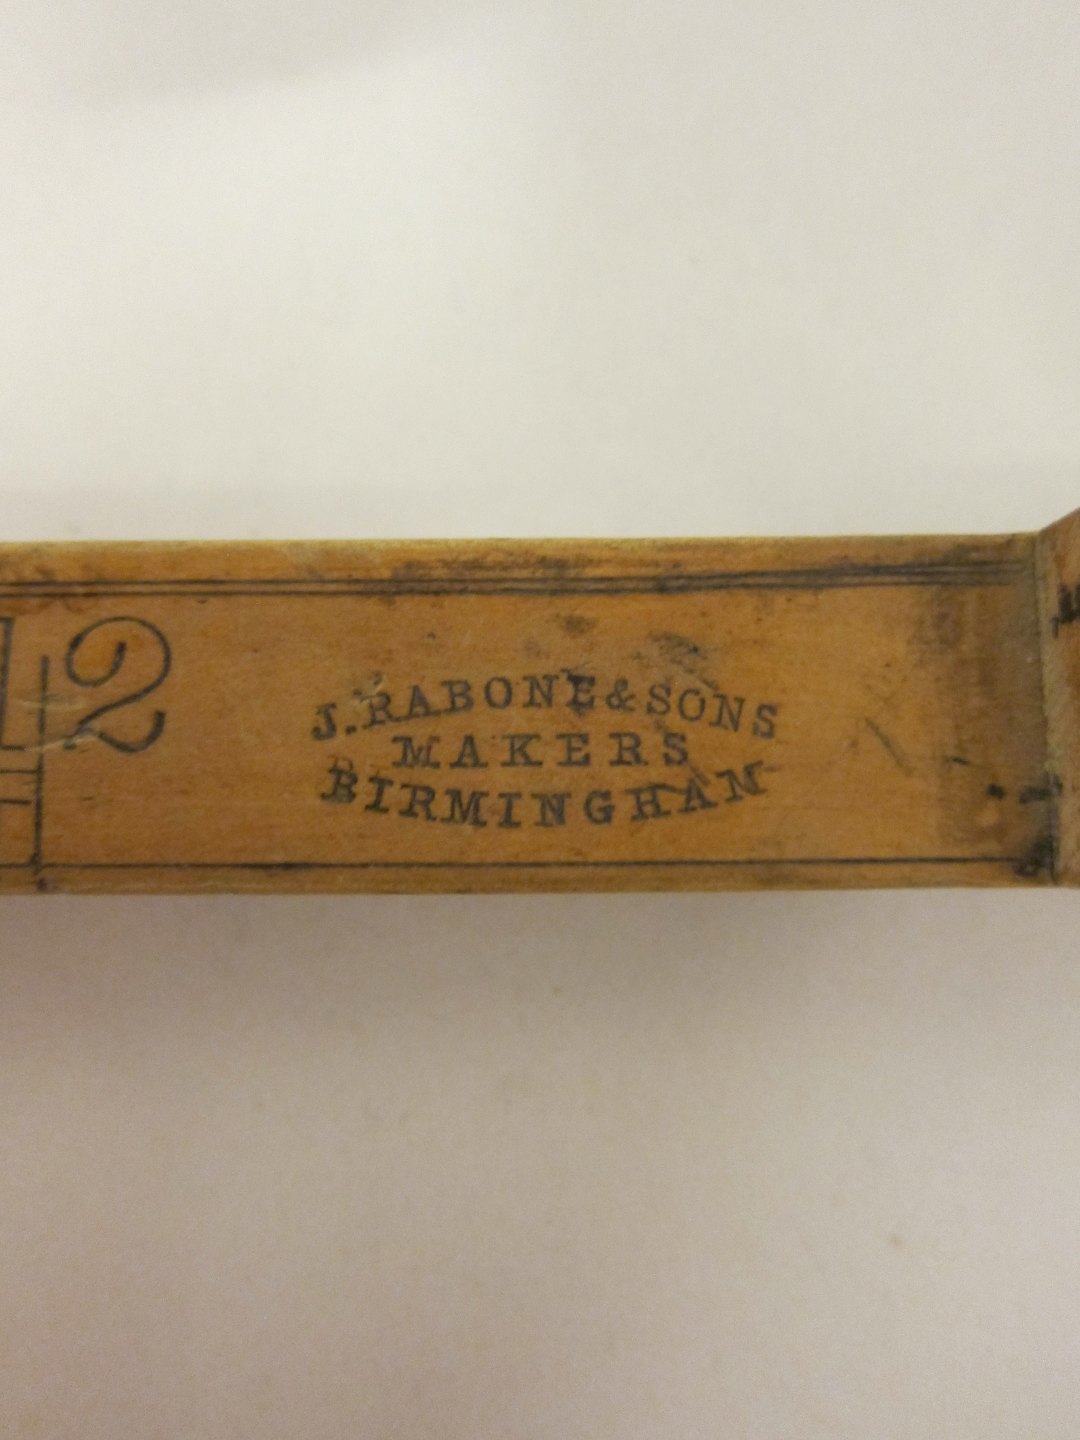 12
J. RABONE & SONS
MAKERS
BIRMINGHAM